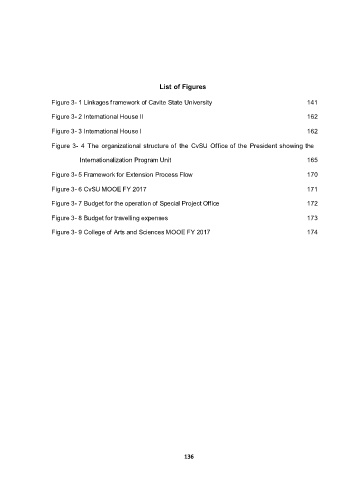 List of Figures
Figure 3- 1 Linkages framework of Cavite State University 141
Figure 3- 2 International House II 162
Figure 3- 3 International House I 162
Figure 3- 4 The organizational structure of the CvSU Office of the President showing the
Internationalization Program Unit 165
Figure 3- 5 Framework for Extension Process Flow 170
Figure 3- 6 CvSU MOOE FY 2017 171
Figure 3- 7 Budget for the operation of Special Project Office 172
Figure 3- 8 Budget for travelling expenses 173
Figure 3- 9 College of Arts and Sciences MOOE FY 2017 174
136